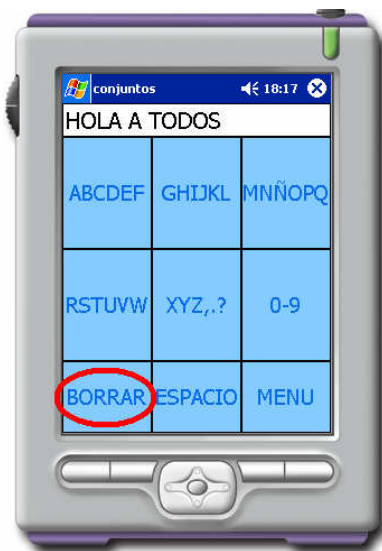 conjuntos 18:17
HOLA A TODOS
ABCDEF GHIJKL MNÑOPQ
RSTUVW XYZ,.? 0-9
BORRAR ESPACIO MENU